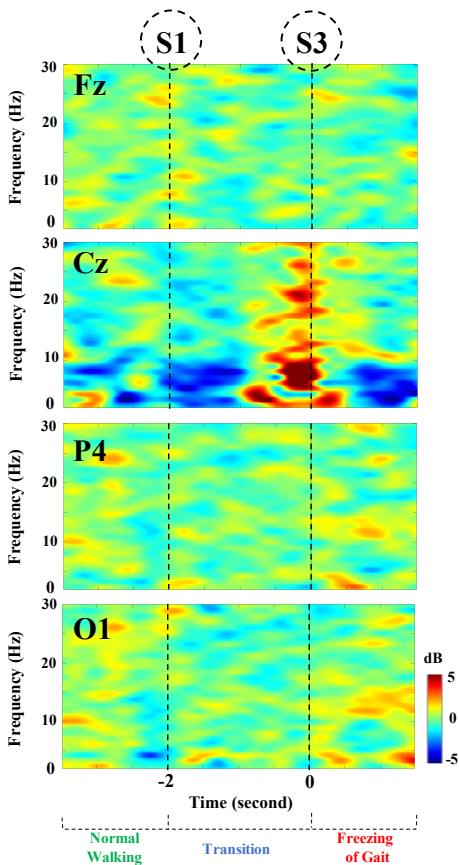 S1 S3
Fz
Frequency (Hz)
30
20
10
0
Cz
Frequency (Hz)
30
20
10
0
P4
Frequency (Hz)
30
20
10
0
O1
Frequency (Hz)
30
20
10
0
dB
5
-5
-2 0
Time (second)
Normal
Walking
Transition
Freezing
of Gait